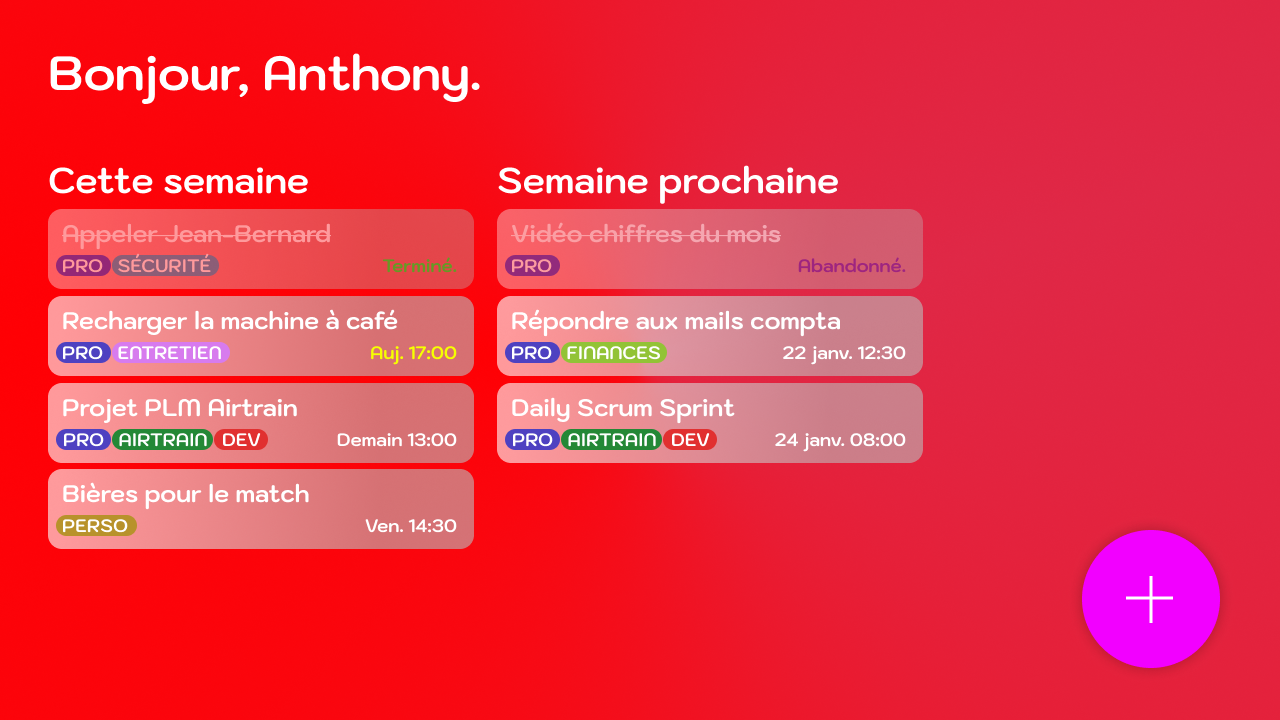 Bonjour, Anthony.
Cette semaine
Appeler Jean-Bernard
PRO SÉCURITÉ Terminé.
Recharger la machine à café
PRO ENTRETIEN Auj. 17:00
Projet PLM Airtrain
PRO AIRTRAIN DEV Demain 13:00
Bières pour le match
PERSO Ven. 14:30
Semaine prochaine
Vidéo chiffres du mois
PRO Abandonné.
Répondre aux mails compta
PRO FINANCES 22 janv. 12:30
Daily Scrum Sprint
PRO AIRTRAIN DEV 24 janv. 08:00